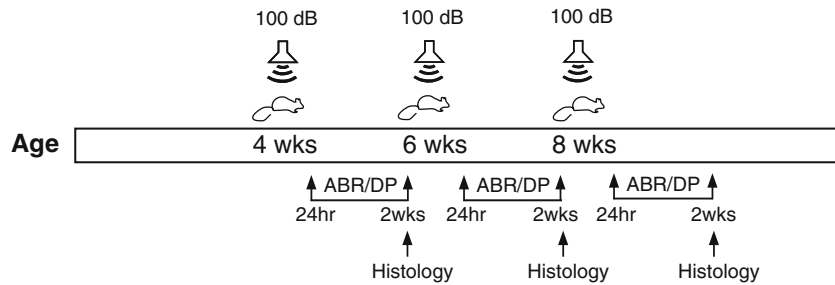 100 dB 100 dB 100 dB
Age 4 wks 6 wks 8 wks
ABR/DP ABR/DP ABR/DP
24hr 2wks 24hr 2wks 24hr 2wks
Histology Histology Histology